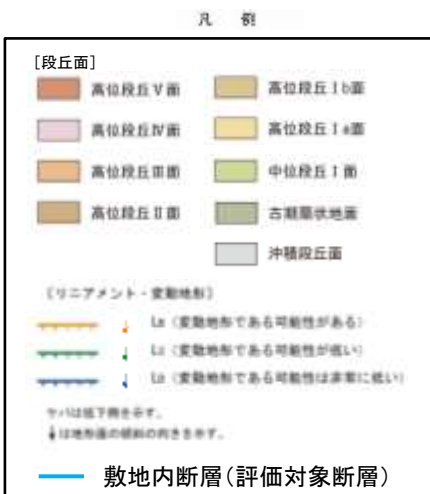 凡 例
[段丘面]
高位段丘Ⅴ面
高位段丘Ⅰb面
高位段丘Ⅳ面
高位段丘Ⅰa面
高位段丘Ⅲ面
中位段丘Ⅰ面
高位段丘Ⅱ面
古期扇状地面
沖積段丘面
〔リニアメント・変動地形〕
LB (変動地形である可能性がある)
LC (変動地形である可能性が低い)
LD (変動地形である可能性は非常に低い)
ケバは低下側を示す。
↓は地形面の傾斜の向きを示す。
敷地内断層(評価対象断層)